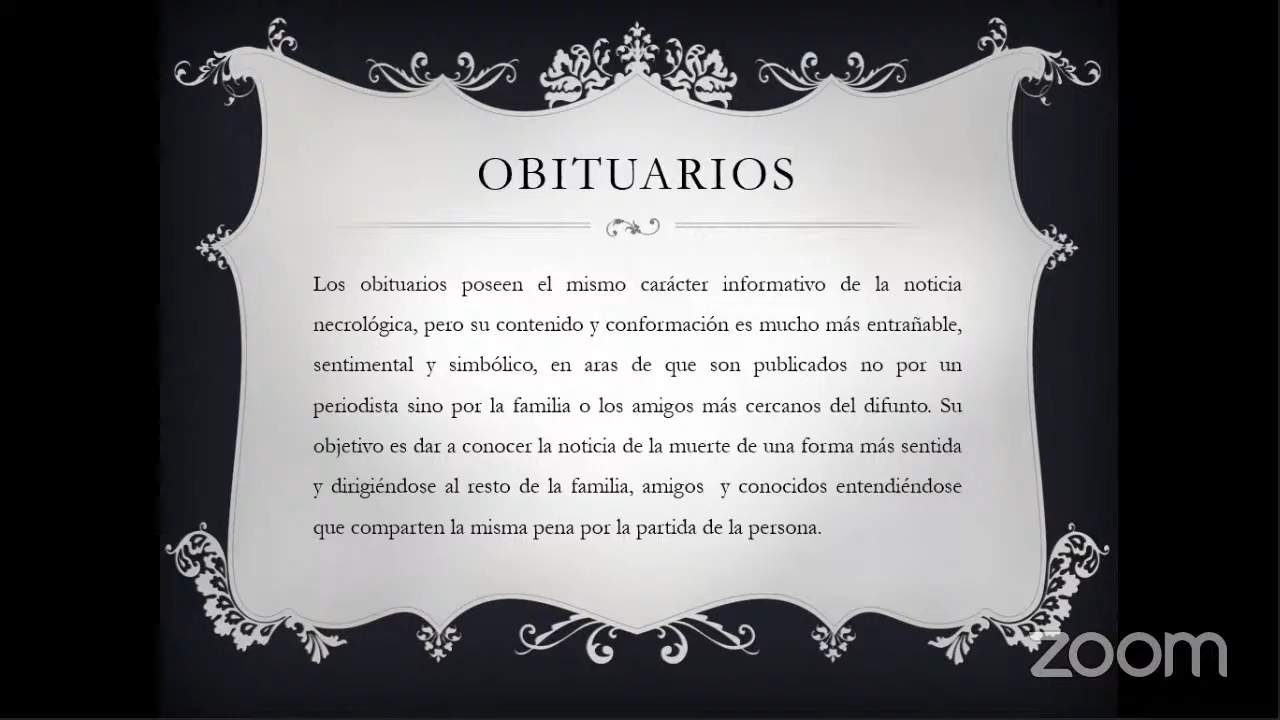 OBITUARIOS
Los obituarios poseen el mismo carácter informativo de la noticia
necrológica, pero su contenido y conformación es mucho más entrañable,
sentimental y simbólico, en aras de que son publicados no por un
periodista sino por la familia o los amigos más cercanos del difunto. Su
objetivo es dar a conocer la noticia de la muerte de una forma más sentida
y dirigiéndose al resto de la familia, amigos y conocidos entendiéndose
que comparten la misma pena por la partida de la persona.
zoom